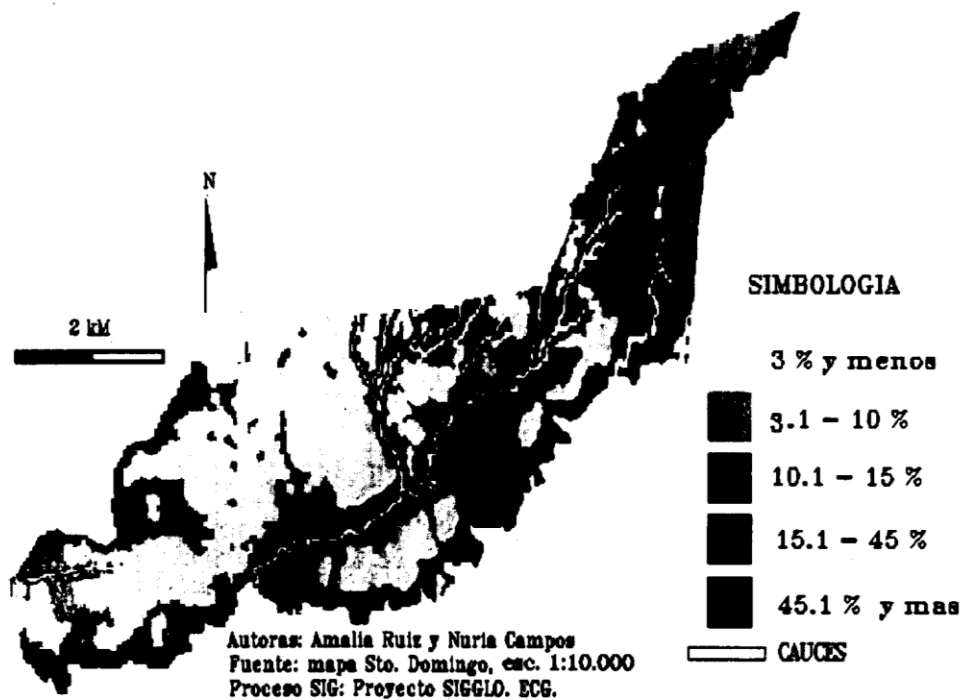 N
2 kM
SIMBOLOGIA
3 % y menos
3.1 - 10 %
10.1 - 15 %
15.1 - 45 %
45.1 % y mas
CAUCES
Autoras: Amalia Ruiz y Nuria Campos
Fuente: mapa Sto. Domingo, esc. 1:10.000
Proceso SIG: Proyecto SIGGLO. ECG.